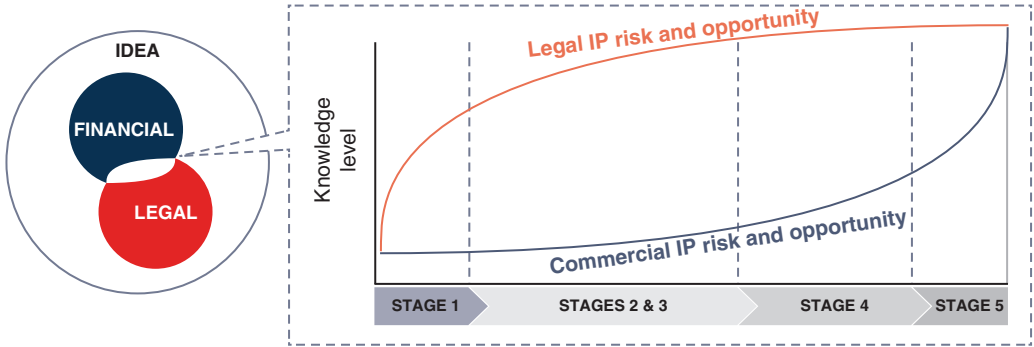 IDEA
FINANCIAL
LEGAL
Knowledge
level
Legal IP risk and opportunity
Commercial IP risk and opportunity
STAGE 1
STAGES 2 & 3
STAGE 4
STAGE 5